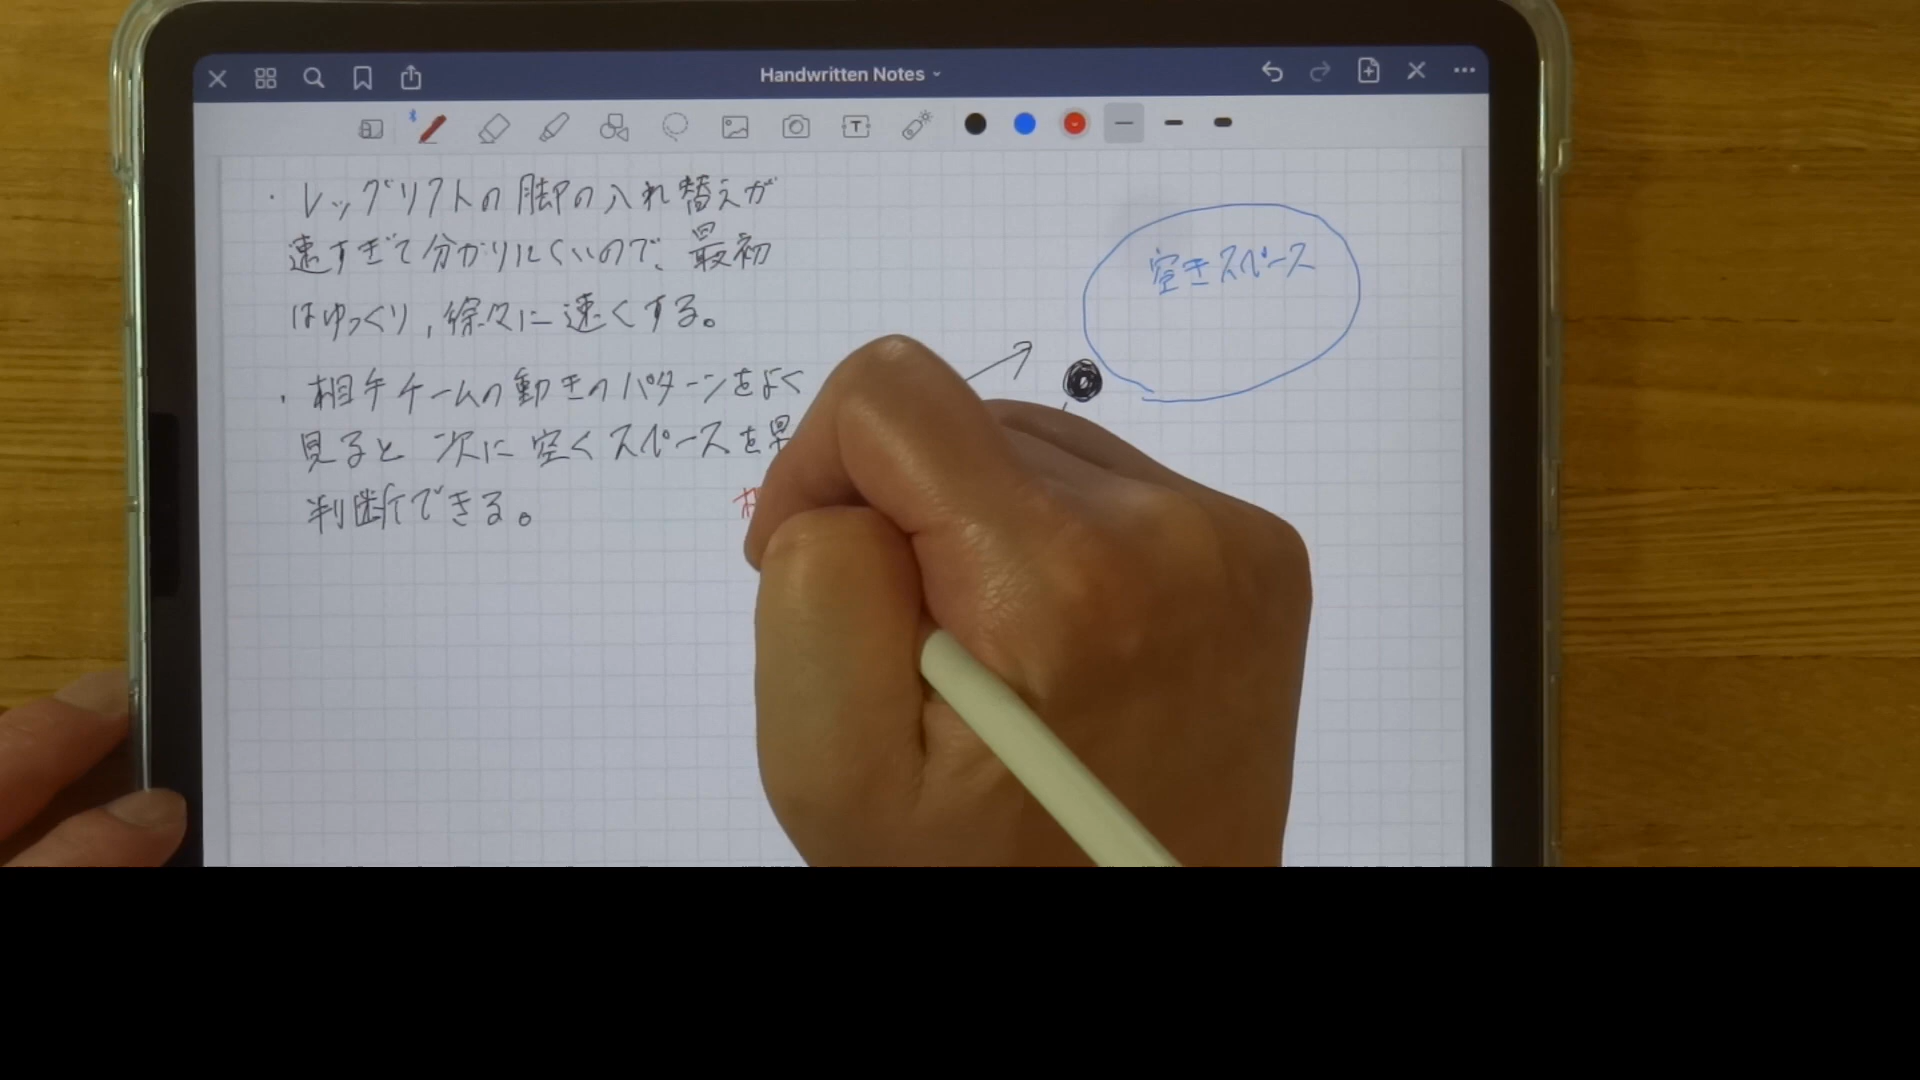 Handwritten Notes
・レッグリフトの脚の入れ替えが
速すぎて分かりにくいので、最初
はゆっくり,徐々に速くする。
・相手チームの動きのパターンをよく
見ると次に空くスペースを早
判断できる。
空きスペース